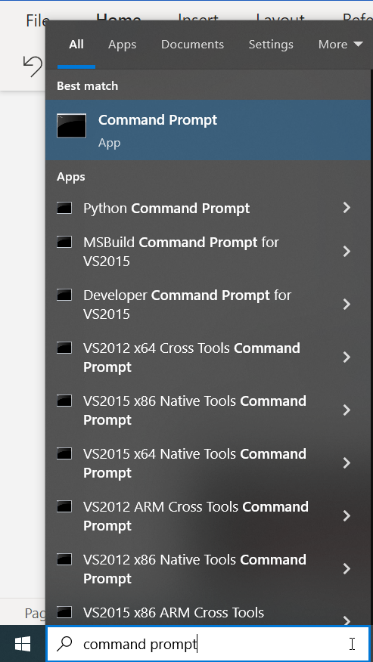 File Home Insert Layout Refe
All Apps Documents Settings More
Best match
Command Prompt
App
Apps
Python Command Prompt
MSBuild Command Prompt for
VS2015
Developer Command Prompt for
VS2015
VS2012 x64 Cross Tools Command
Prompt
VS2015 x86 Native Tools Command
Prompt
VS2015 x64 Native Tools Command
Prompt
VS2012 ARM Cross Tools Command
Prompt
VS2012 x86 Native Tools Command
Prompt
VS2015 x86 ARM Cross Tools
Pag
command prompt